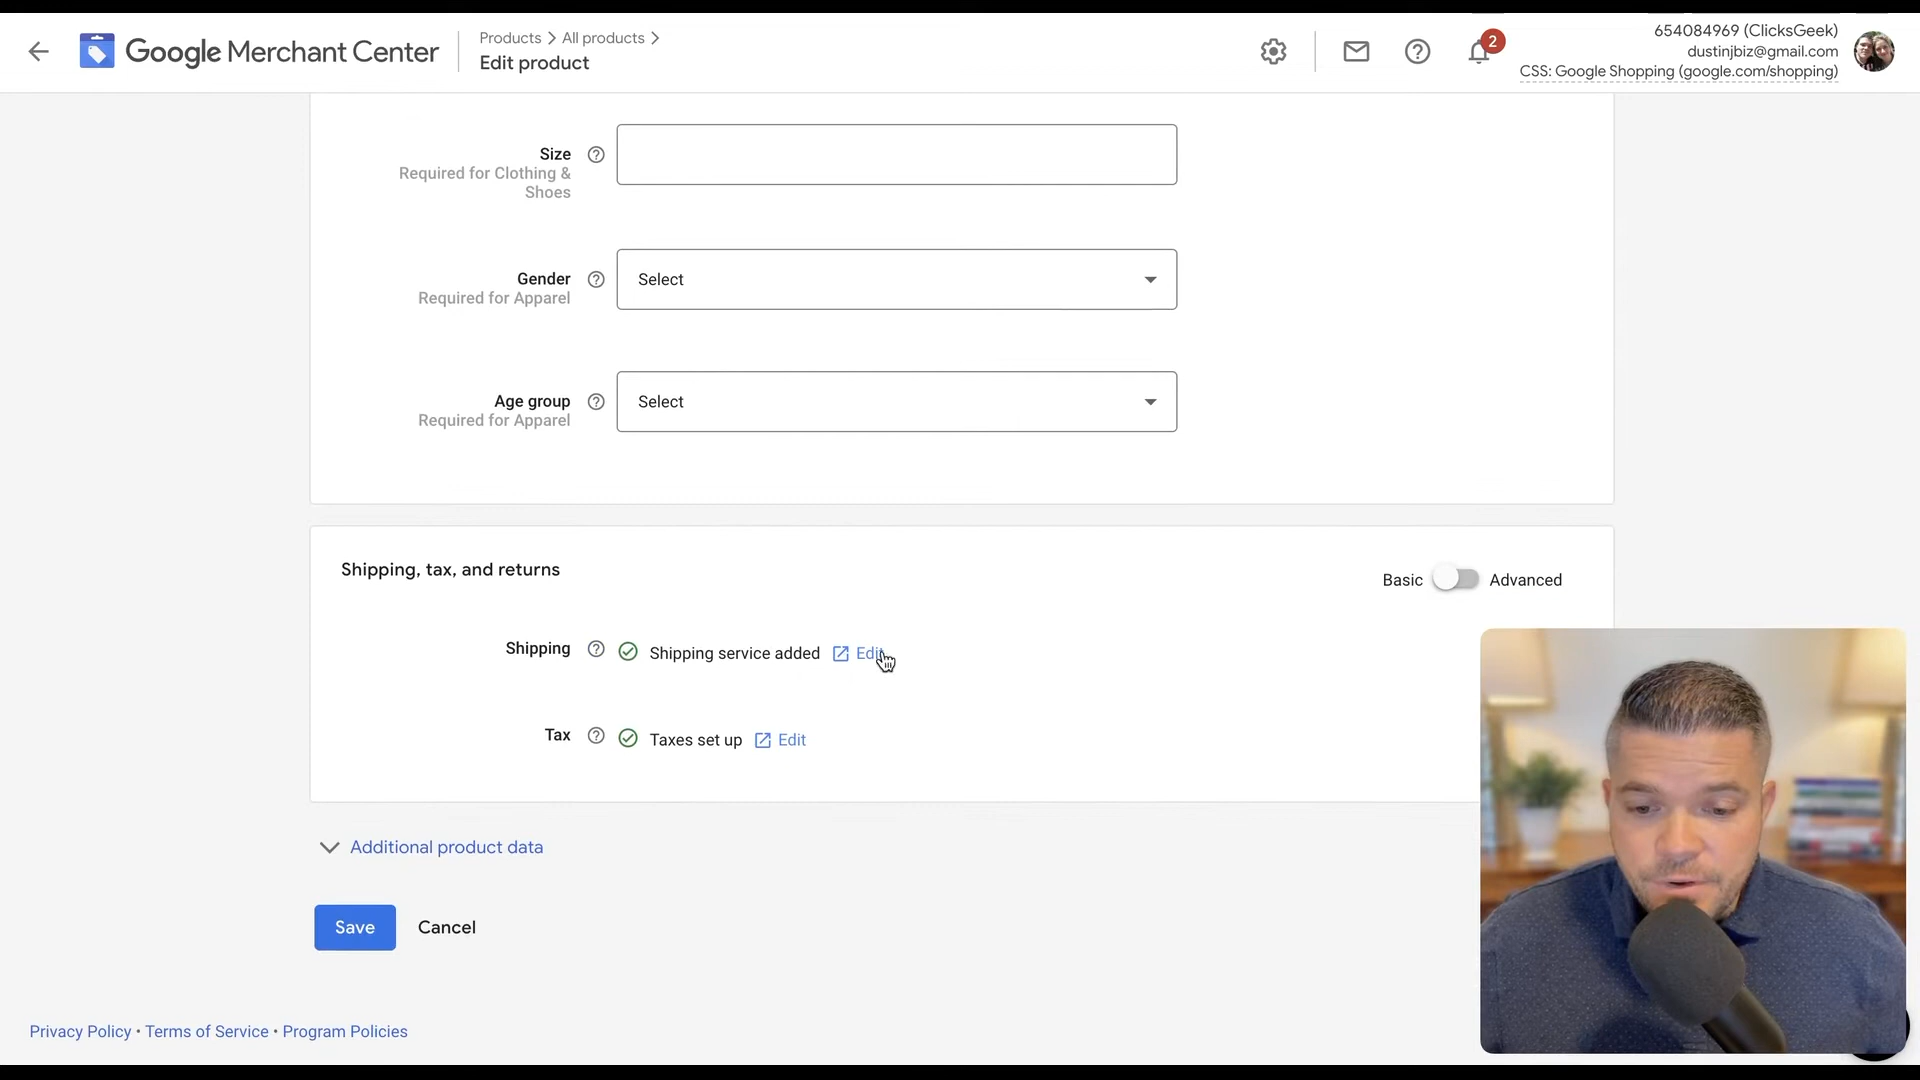 Google Merchant Center
Products > All products >
Edit product
2
654084969 (ClicksGeek)
dustinjbiz@gmail.com
CSS: Google Shopping (google.com/shopping)
Size
Required for Clothing &
Shoes
Gender
Required for Apparel
Select
Age group
Required for Apparel
Select
Shipping, tax, and returns
Basic
Advanced
Shipping
Shipping service added
Edit
Tax
Taxes set up
Edit
Additional product data
Save
Cancel
Privacy Policy • Terms of Service • Program Policies